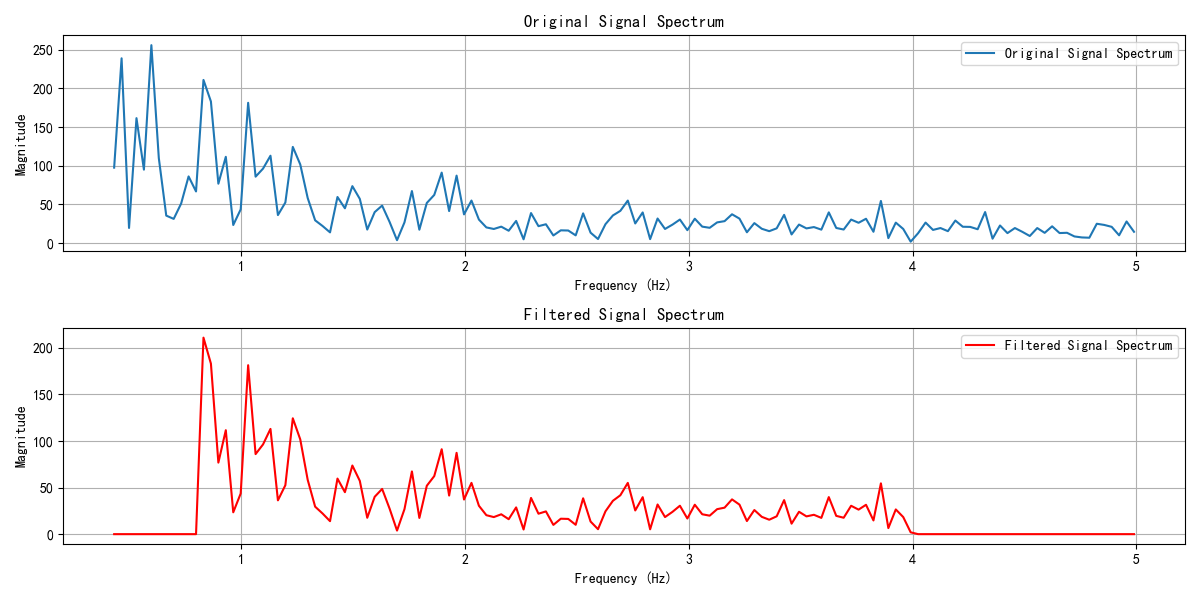 Original Signal Spectrum
Original Signal Spectrum
Magnitude
250
200
150
100
50
0
1
2
3
4
5
Frequency (Hz)
Filtered Signal Spectrum
Filtered Signal Spectrum
Magnitude
200
150
100
50
0
1
2
3
4
5
Frequency (Hz)